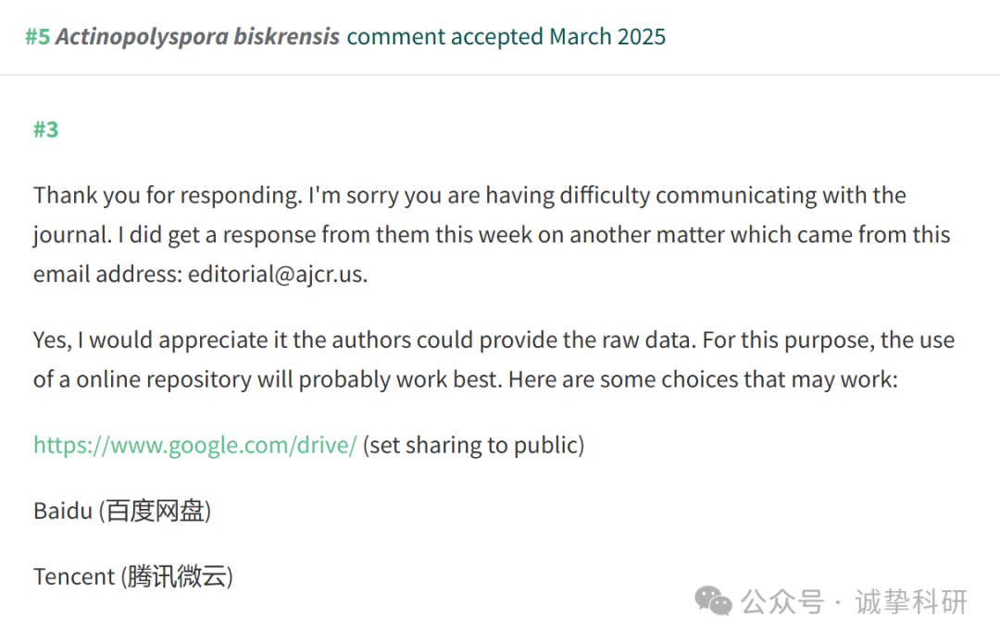 #5 Actinopolyspora biskrensis comment accepted March 2025
#3
Thank you for responding. I'm sorry you are having difficulty communicating with the
journal. I did get a response from them this week on another matter which came from this
email address: editorial@ajcr.us.
Yes, I would appreciate it the authors could provide the raw data. For this purpose, the use
of a online repository will probably work best. Here are some choices that may work:
https://www.google.com/drive/ (set sharing to public)
Baidu (百度网盘)
Tencent (腾讯微云)
公众号 · 诚挚科研